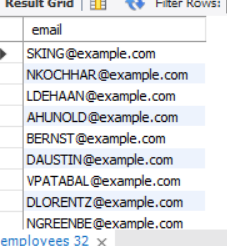 Result Grid
Filter Rows:
email
SKING@example.com
NKOCHHAR@example.com
LDEHAAN@example.com
AHUNOLD@example.com
BERNST@example.com
DAUSTIN@example.com
VPATABAL@example.com
DLORENTZ@example.com
NGREENBE@example.com
employees 32